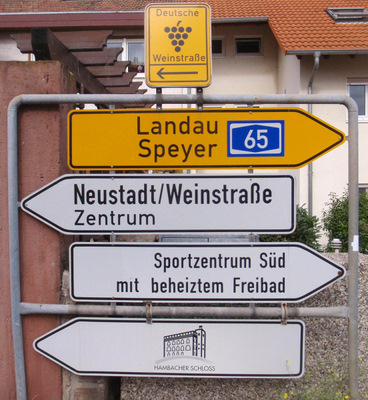 Deutsche
Weinstraße
Landau
Speyer
65
Neustadt/Weinstraße
Zentrum
Sportzentrum Süd
mit beheiztem Freibad
HAMBACHER SCHLOSS